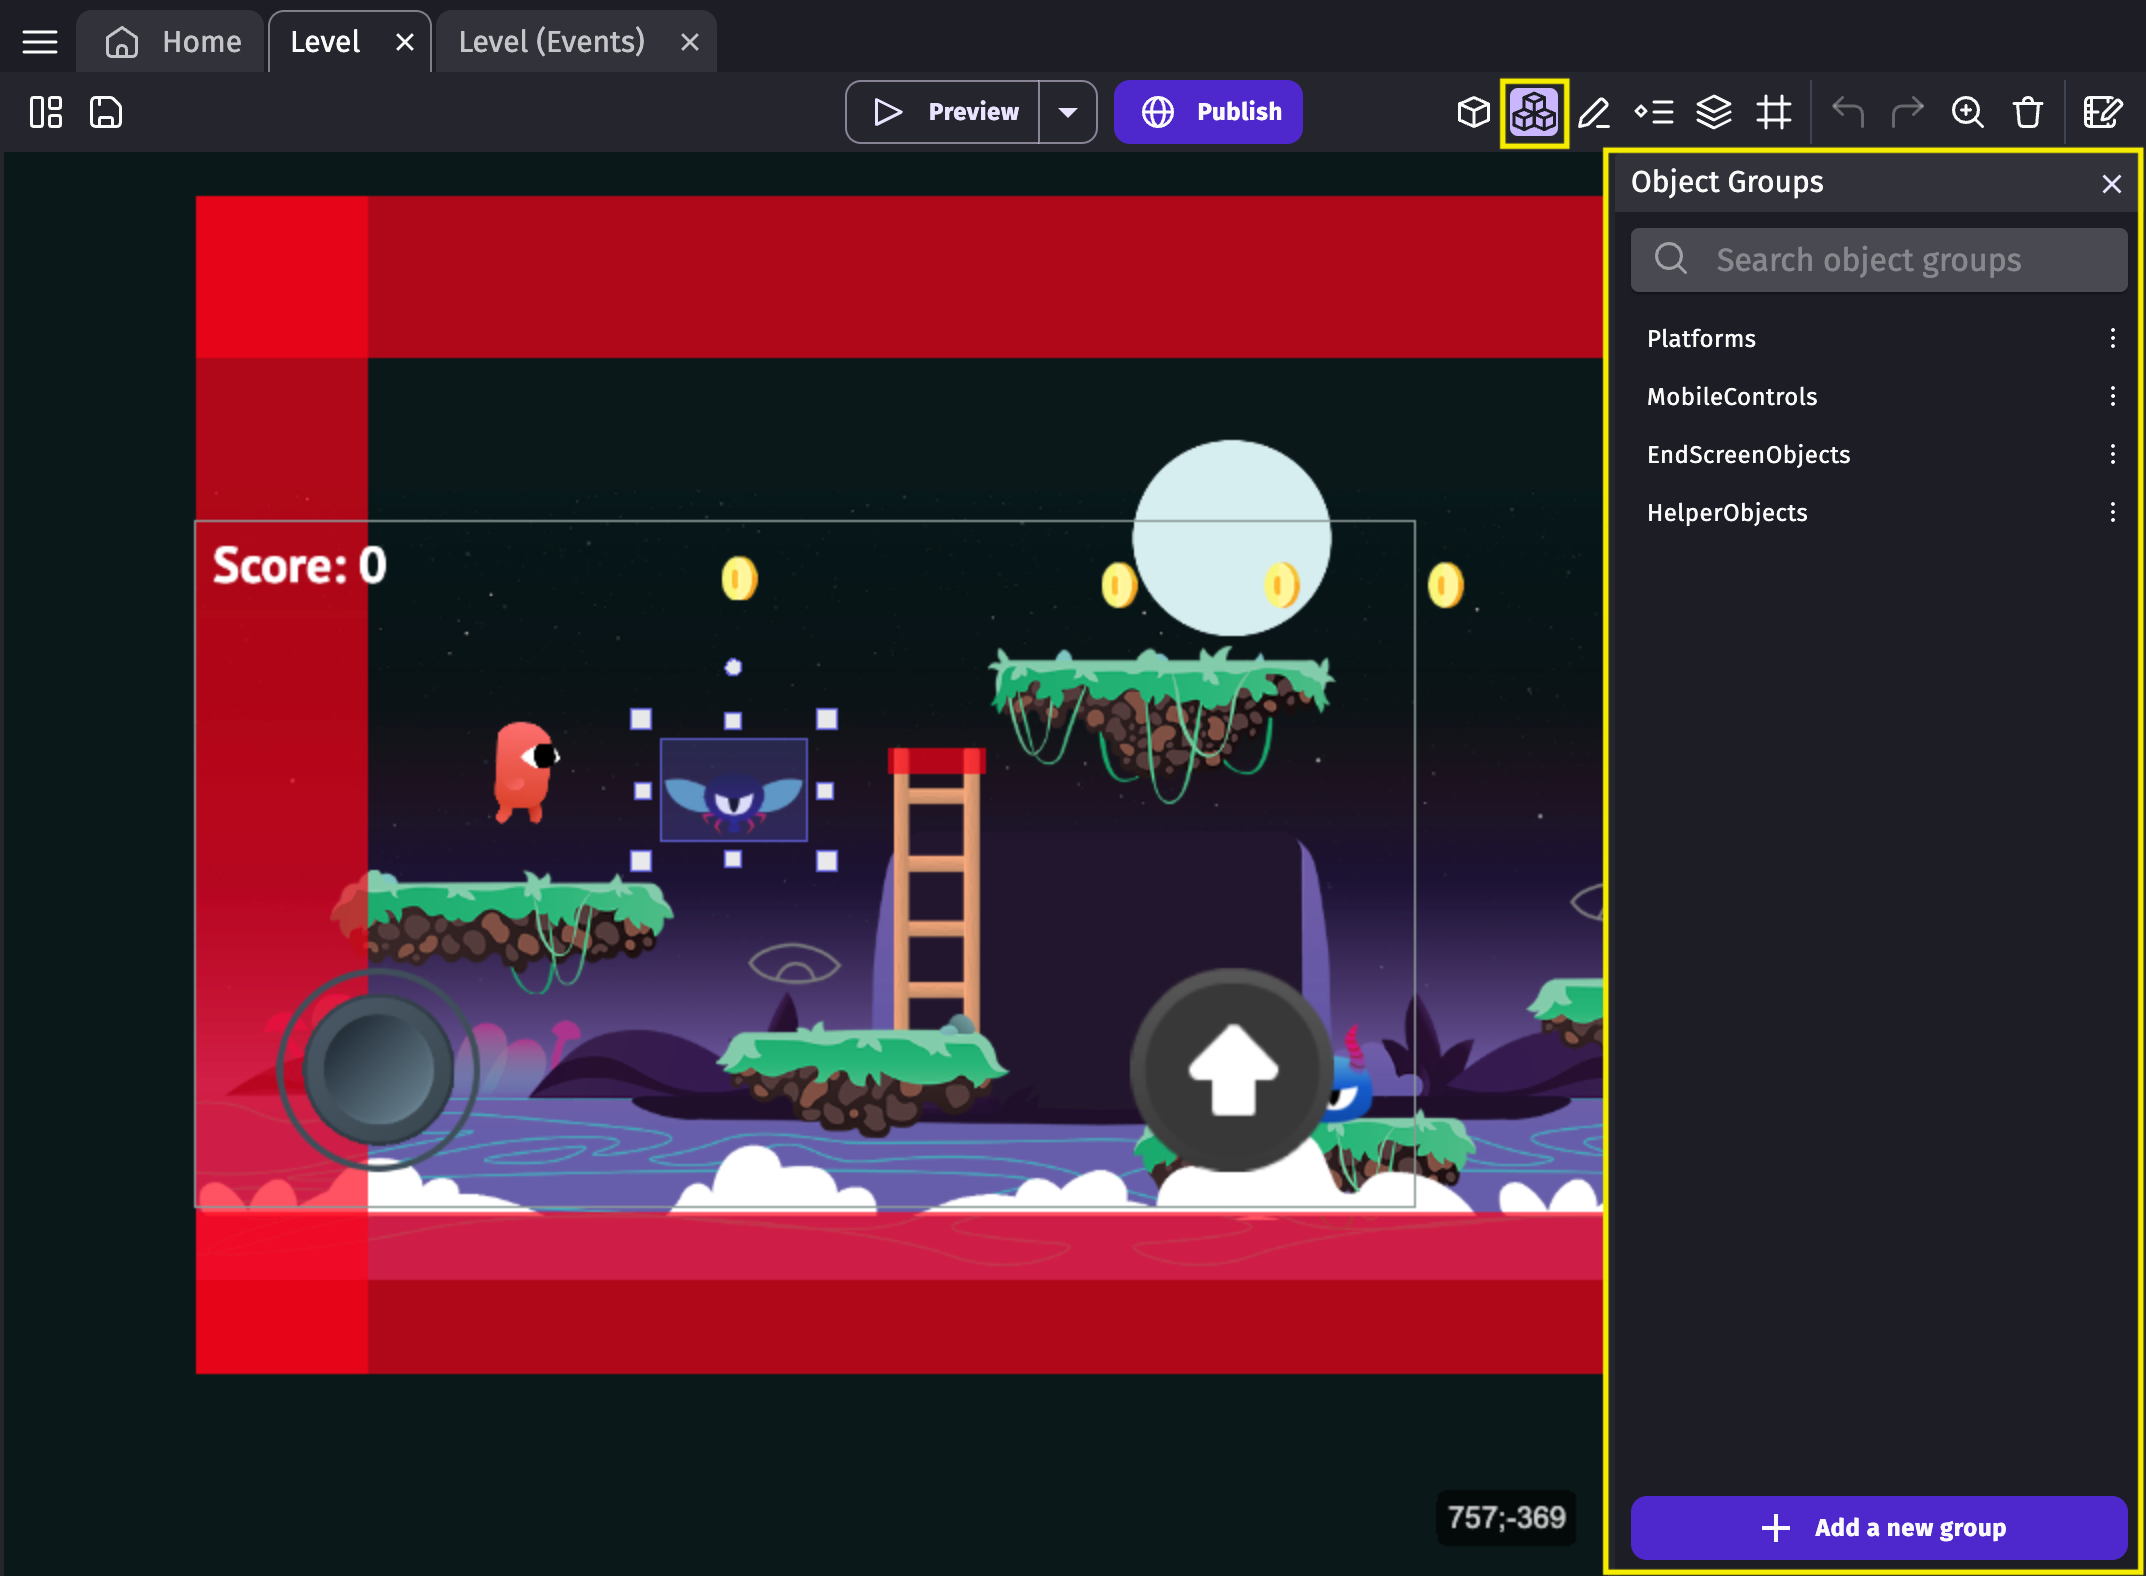 Home
Level
Level (Events)
Preview
Publish
Object Groups
Search object groups
Platforms
MobileControls
EndScreenObjects
HelperObjects
Score: 0
757;-369
Add a new group